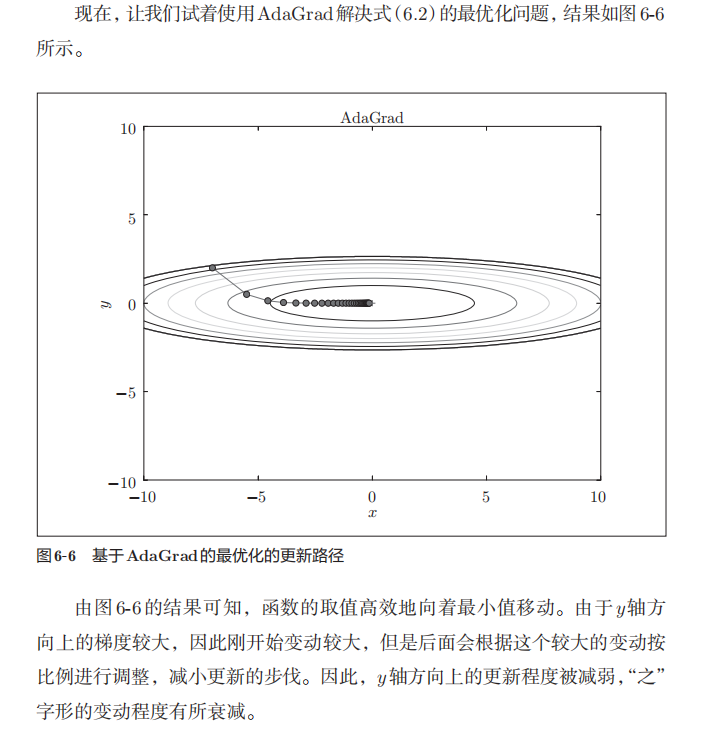 现在，让我们试着使用AdaGrad解决式（6.2）的最优化问题，结果如图6-6
所示。
AdaGrad
10
5
0
−5
−10
y
−10 −5 0 5 10
x
图6-6 基于AdaGrad的最优化的更新路径
由图6-6的结果可知，函数的取值高效地向着最小值移动。由于y轴方
向上的梯度较大，因此刚开始变动较大，但是后面会根据这个较大的变动按
比例进行调整，减小更新的步伐。因此，y轴方向上的更新程度被减弱，“之”
字形的变动程度有所衰减。